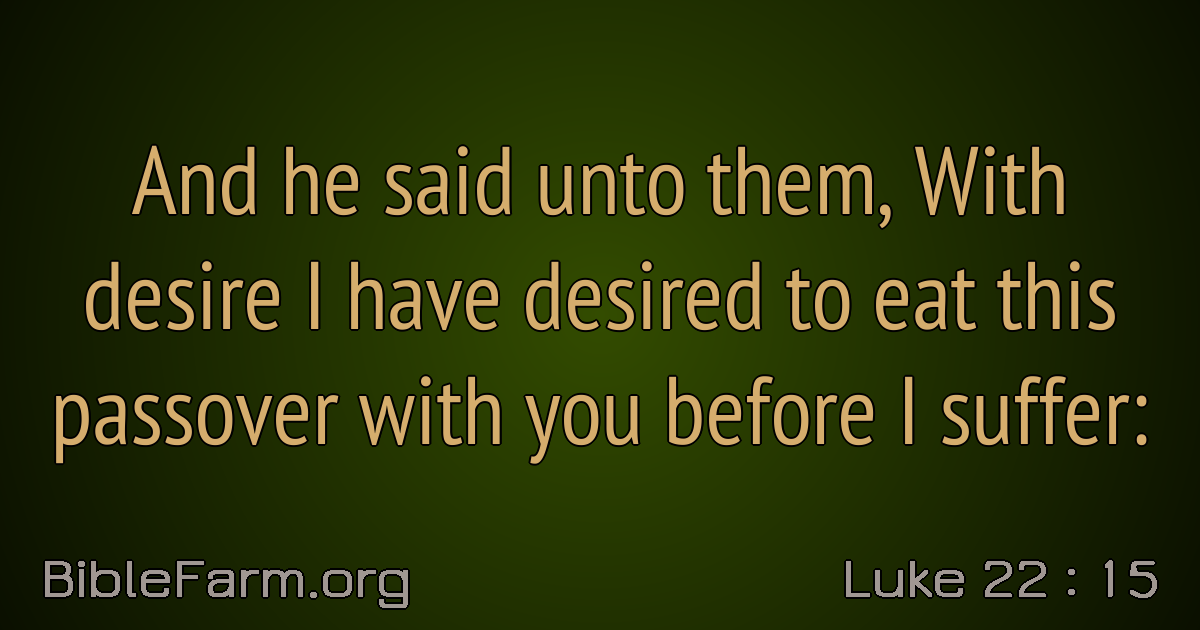 And he said unto them, With
desire I have desired to eat this
passover with you before I suffer:
BibleFarm.org
Luke 22 : 15